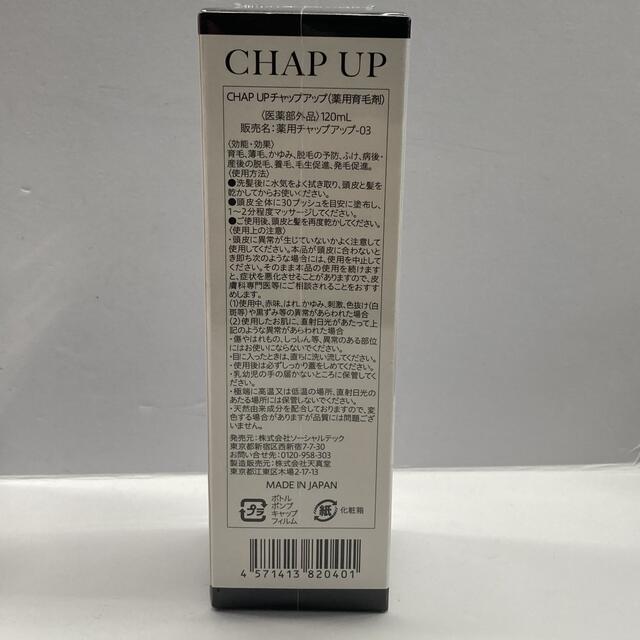 CHAP UP
CHAP UPチャップアップ(薬用育毛剤)
〈医薬部外品〉120mL
販売名:薬用チャップアップ-03
〈効能・効果〉
育毛、薄毛、かゆみ、脱毛の予防、ふけ、病後・
産後の脱毛、養毛、毛生促進、発毛促進。
〈使用方法〉
●洗髪後に水気をよく拭き取り、頭皮と髪を
乾かしてからお使いください。
●頭皮全体に30プッシュを目安に塗布し、
1〜2分程度マッサージしてください。
●ご使用後、頭皮と髪を再度乾かしてください。
〈使用上の注意〉
・頭皮に異常が生じていないかよく注意して
使用してください。本品が頭皮に合わないと
き即ち次のような場合には、使用を中止して
ください。そのまま本品の使用を続けます
と、症状を悪化させることがありますので、皮
膚科専門医等にご相談されることをおすす
めします。
(1)使用中、赤味、はれ、かゆみ、刺激、色抜け(白
斑等)や黒ずみ等の異常があらわれた場合
(2)使用したお肌に、直射日光があたって上
記のような異常があらわれた場合
・傷やはれもの、しっしん等、異常のある部位
にはお使いにならないでください。
・目に入ったときは、直ちに洗い流してください。
・使用後は必ずしっかり蓋をしめてください。
・乳幼児の手の届かないところに保管してく
ださい。
・極端に高温又は低温の場所、直射日光の
あたる場所には保管しないでください。
・天然由来成分を配合しておりますので、変
色する場合がありますが品質には問題ござ
いません。
発売元:株式会社ソーシャルテック
東京都新宿区西新宿7-7-30
お問い合せ先:0120-958-303
製造販売元:株式会社天真堂
東京都江東区木場2-17-13
MADE IN JAPAN
プラ
ボトル
ポンプ
キャップ
フィルム
紙
化粧箱
4 571413 820401